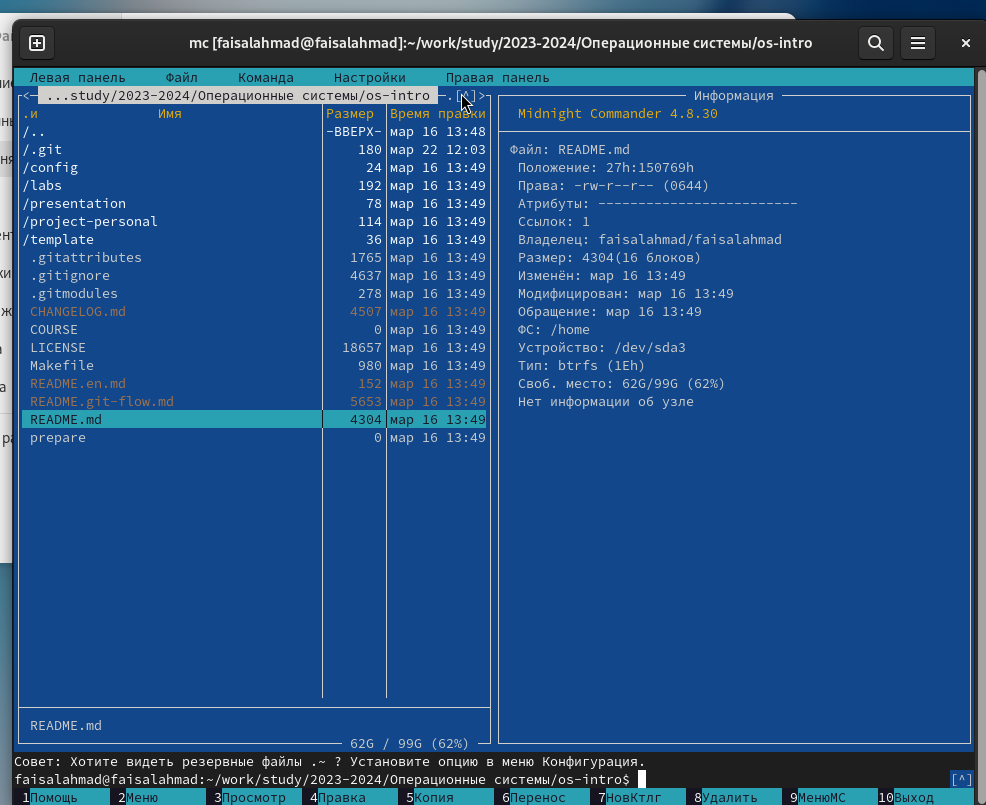 mc [faisalahmad@faisalahmad]:~/work/study/2023-2024/Операционные системы/os-intro
Левая панель Файл Команда Настройки Правая панель
<─ ...study/2023-2024/Операционные системы/os-intro ─.[^]>
.и Имя Размер Время правки
/.. -ВВЕРХ- мар 16 13:48
/.git 180 мар 22 12:03
/config 24 мар 16 13:49
/labs 192 мар 16 13:49
/presentation 78 мар 16 13:49
/project-personal 114 мар 16 13:49
/template 36 мар 16 13:49
.gitattributes 1765 мар 16 13:49
.gitignore 4637 мар 16 13:49
.gitmodules 278 мар 16 13:49
CHANGELOG.md 4507 мар 16 13:49
COURSE 0 мар 16 13:49
LICENSE 18657 мар 16 13:49
Makefile 980 мар 16 13:49
README.en.md 152 мар 16 13:49
README.git-flow.md 5653 мар 16 13:49
README.md 4304 мар 16 13:49
prepare 0 мар 16 13:49
README.md
62G / 99G (62%)
Информация
Midnight Commander 4.8.30
Файл: README.md
Положение: 27h:150769h
Права: -rw-r--r-- (0644)
Атрибуты: -------------------------
Ссылок: 1
Владелец: faisalahmad/faisalahmad
Размер: 4304(16 блоков)
Изменён: мар 16 13:49
Модифицирован: мар 16 13:49
Обращение: мар 16 13:49
ФС: /home
Устройство: /dev/sda3
Тип: btrfs (1Eh)
Своб. место: 62G/99G (62%)
Нет информации об узле
Совет: Хотите видеть резервные файлы .~ ? Установите опцию в меню Конфигурация.
faisalahmad@faisalahmad:~/work/study/2023-2024/Операционные системы/os-intro$ [^]
1Помощь 2Меню 3Просмотр 4Правка 5Копия 6Перенос 7НовКтлг 8Удалить 9МенюMC 10Выход